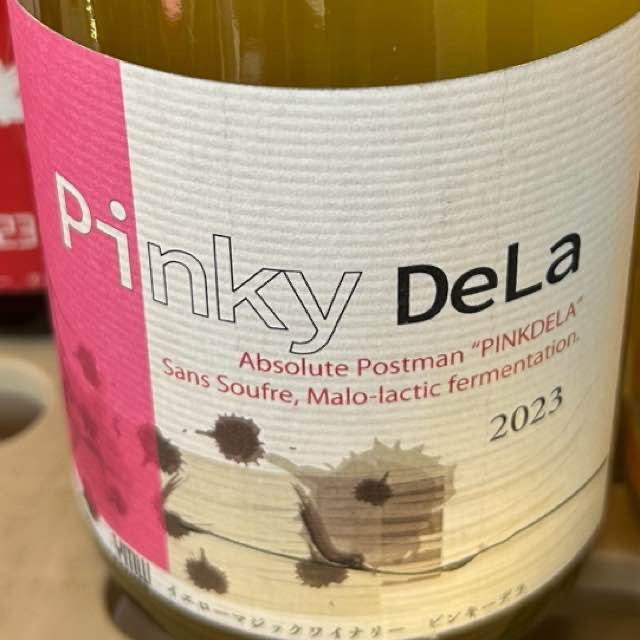 Pinky DeLa
Absolute Postman "PINKDELA"
Sans Soufre, Malo-lactic fermentation.
2023
イエローマジックワイナリー ピンキーデラ
23